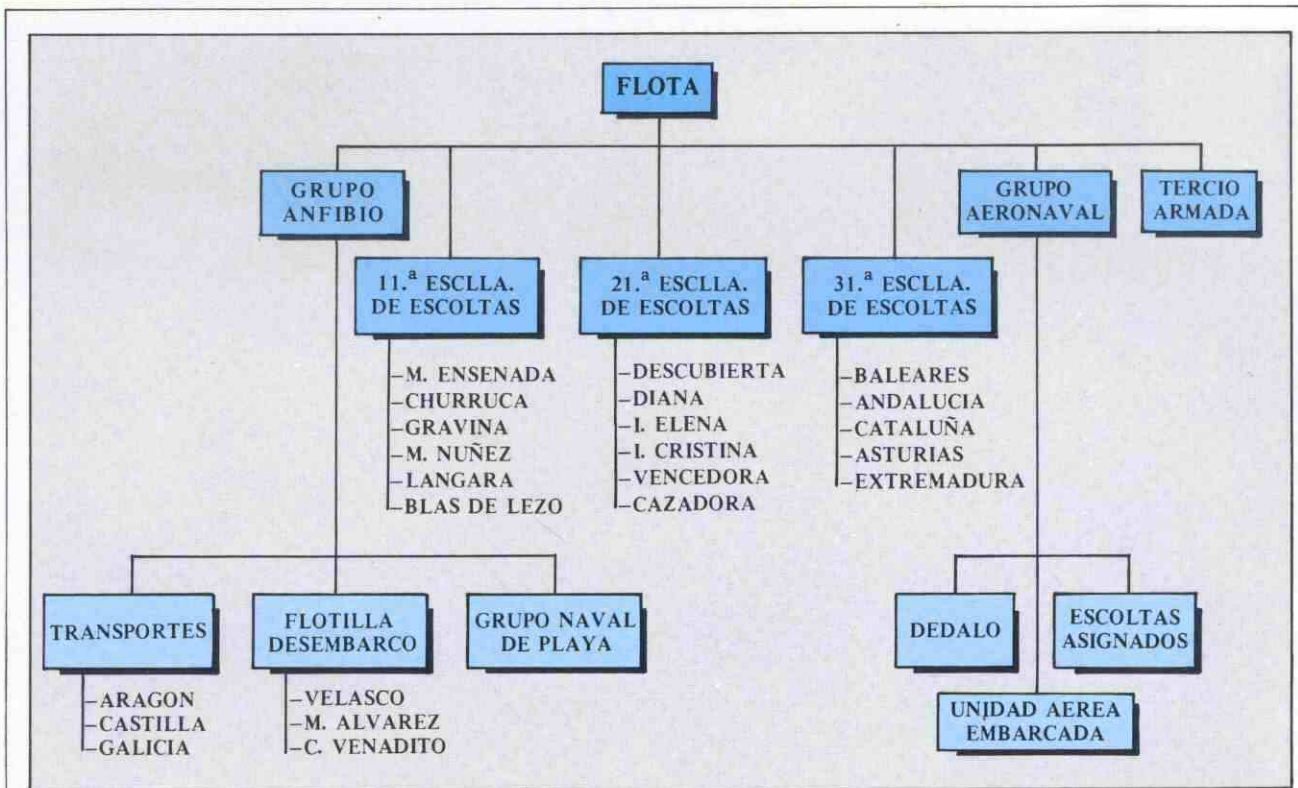 FLOTA
GRUPO
ANFIBIO
GRUPO
AERONAVAL
TERCIO
ARMADA
11.ª ESCLLA.
DE ESCOLTAS
21.ª ESCLLA.
DE ESCOLTAS
31.ª ESCLLA.
DE ESCOLTAS
–M. ENSENADA
–CHURRUCA
–GRAVINA
–M. NUÑEZ
–LANGARA
–BLAS DE LEZO
–DESCUBIERTA
–DIANA
–I. ELENA
–I. CRISTINA
–VENCEDORA
–CAZADORA
–BALEARES
–ANDALUCIA
–CATALUÑA
–ASTURIAS
–EXTREMADURA
TRANSPORTES
–ARAGON
–CASTILLA
–GALICIA
FLOTILLA
DESEMBARCO
–VELASCO
–M. ALVAREZ
–C. VENADITO
GRUPO NAVAL
DE PLAYA
DEDALO
ESCOLTAS
ASIGNADOS
UNIDAD AEREA
EMBARCADA